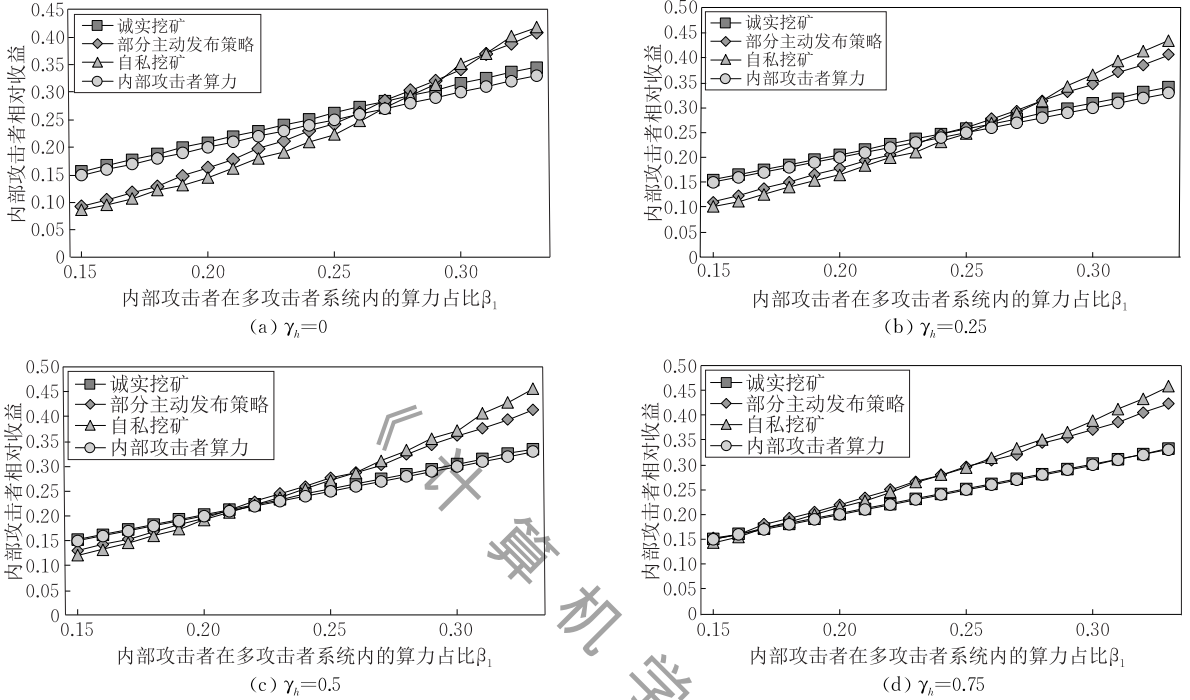 内部攻击者相对收益
0.45
0.40
0.35
0.30
0.25
0.20
0.15
0.10
0.05
0
诚实挖矿
部分主动发布策略
自私挖矿
内部攻击者算力
0.15 0.20 0.25 0.30
内部攻击者在多攻击者系统内的算力占比β₁
(a) γₕ=0
内部攻击者相对收益
0.50
0.45
0.40
0.35
0.30
0.25
0.20
0.15
0.10
0.05
0
诚实挖矿
部分主动发布策略
自私挖矿
内部攻击者算力
0.15 0.20 0.25 0.30
内部攻击者在多攻击者系统内的算力占比β₁
(b) γₕ=0.25
内部攻击者相对收益
0.50
0.45
0.40
0.35
0.30
0.25
0.20
0.15
0.10
0.05
0
诚实挖矿
部分主动发布策略
自私挖矿
内部攻击者算力
0.15 0.20 0.25 0.30
内部攻击者在多攻击者系统内的算力占比β₁
(c) γₕ=0.5
内部攻击者相对收益
0.50
0.45
0.40
0.35
0.30
0.25
0.20
0.15
0.10
0.05
0
诚实挖矿
部分主动发布策略
自私挖矿
内部攻击者算力
0.15 0.20 0.25 0.30
内部攻击者在多攻击者系统内的算力占比β₁
(d) γₕ=0.75
《计算机学